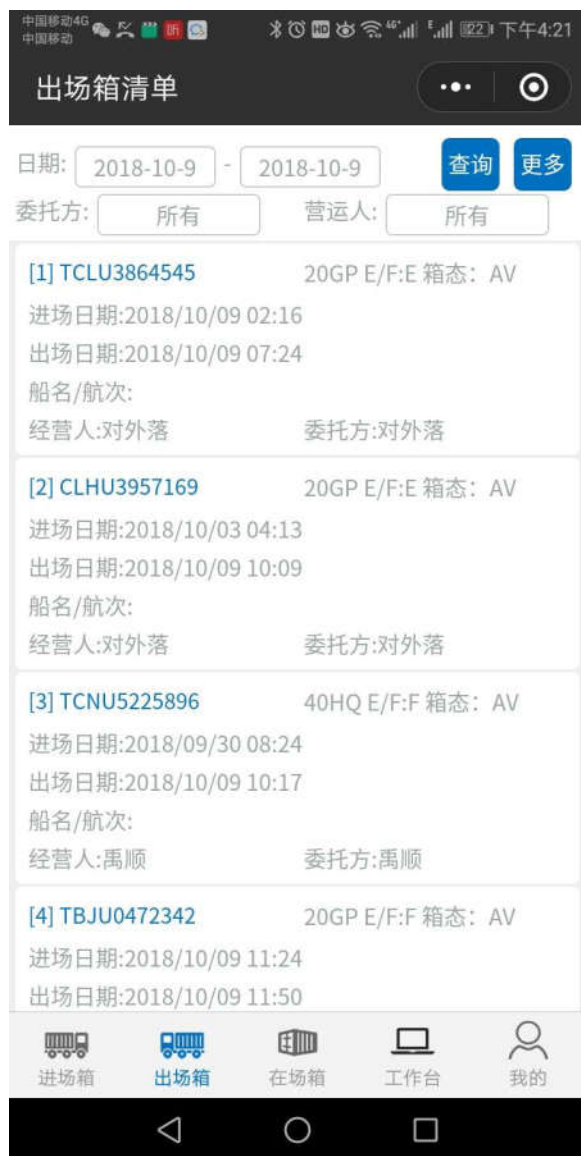 中国移动4G
中国移动
听
HD
4G
E
22
下午4:21
出场箱清单
日期: 2018-10-9 - 2018-10-9 查询 更多
委托方: 所有 营运人: 所有
[1] TCLU3864545 20GP E/F:E 箱态：AV
进场日期:2018/10/09 02:16
出场日期:2018/10/09 07:24
船名/航次:
经营人:对外落 委托方:对外落
[2] CLHU3957169 20GP E/F:E 箱态：AV
进场日期:2018/10/03 04:13
出场日期:2018/10/09 10:09
船名/航次:
经营人:对外落 委托方:对外落
[3] TCNU5225896 40HQ E/F:F 箱态：AV
进场日期:2018/09/30 08:24
出场日期:2018/10/09 10:17
船名/航次:
经营人:禹顺 委托方:禹顺
[4] TBJU0472342 20GP E/F:F 箱态：AV
进场日期:2018/10/09 11:24
出场日期:2018/10/09 11:50
进场箱 出场箱 在场箱 工作台 我的